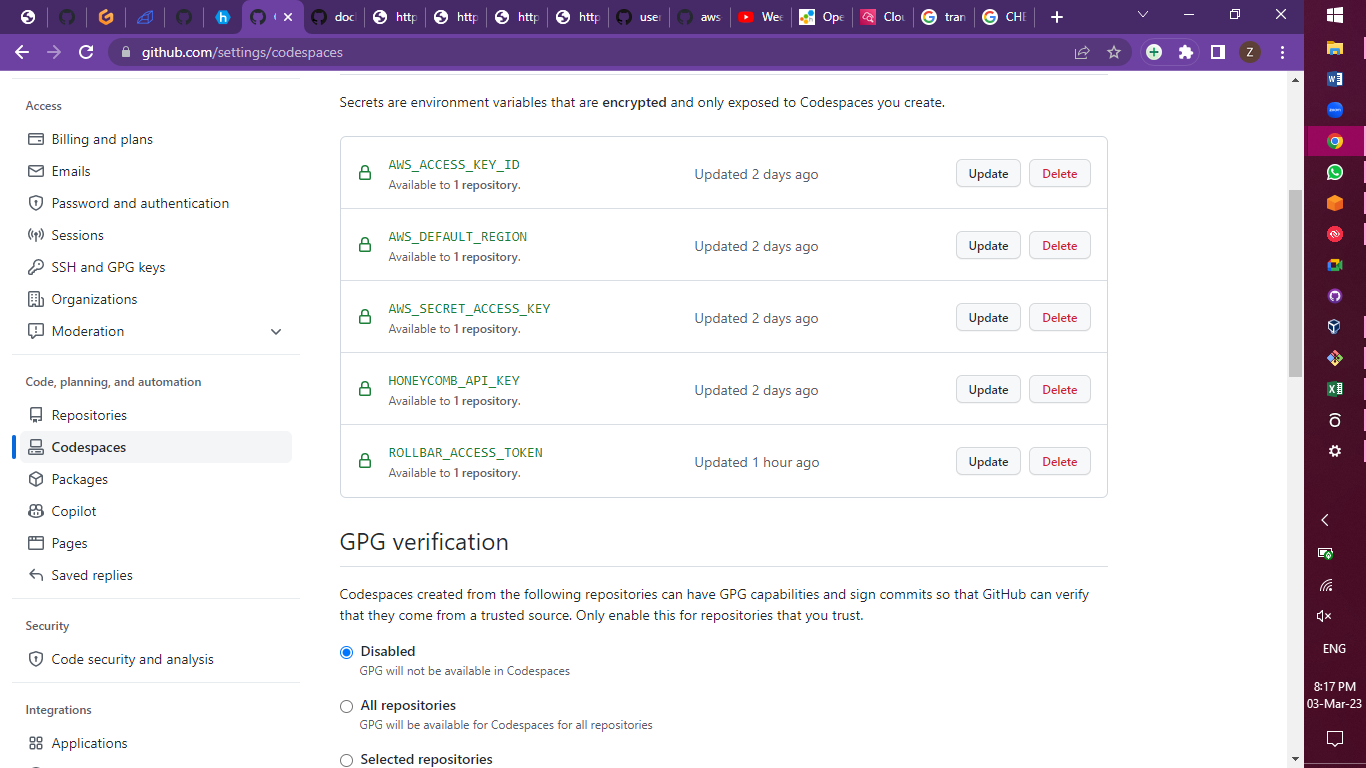 doc
http
http
http
http
user
aws
Wee
Ope
Clou
tran
CHE
github.com/settings/codespaces
Z
Access
Billing and plans
Emails
Password and authentication
Sessions
SSH and GPG keys
Organizations
Moderation
Code, planning, and automation
Repositories
Codespaces
Packages
Copilot
Pages
Saved replies
Security
Code security and analysis
Integrations
Applications
Secrets are environment variables that are encrypted and only exposed to Codespaces you create.
AWS_ACCESS_KEY_ID
Available to 1 repository.
Updated 2 days ago
Update
Delete
AWS_DEFAULT_REGION
Available to 1 repository.
Updated 2 days ago
Update
Delete
AWS_SECRET_ACCESS_KEY
Available to 1 repository.
Updated 2 days ago
Update
Delete
HONEYCOMB_API_KEY
Available to 1 repository.
Updated 2 days ago
Update
Delete
ROLLBAR_ACCESS_TOKEN
Available to 1 repository.
Updated 1 hour ago
Update
Delete
GPG verification
Codespaces created from the following repositories can have GPG capabilities and sign commits so that GitHub can verify
that they come from a trusted source. Only enable this for repositories that you trust.
Disabled
GPG will not be available in Codespaces
All repositories
GPG will be available for Codespaces for all repositories
Selected repositories
ENG
8:17 PM
03-Mar-23